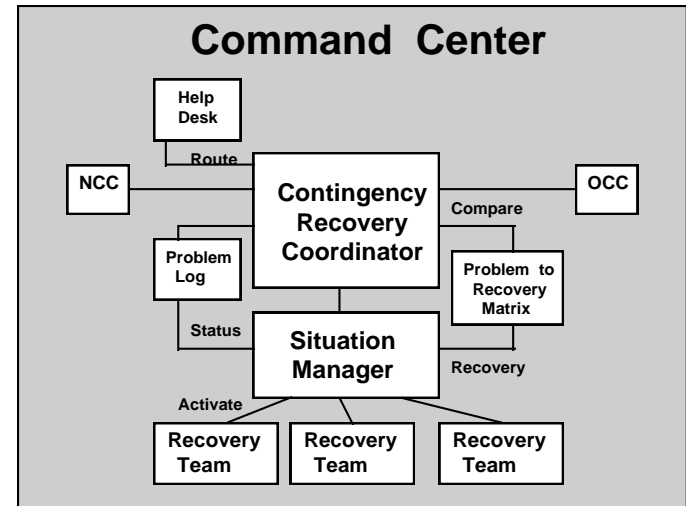 Command Center
Help
Desk
Route
NCC
OCC
Contingency
Recovery
Coordinator
Compare
Problem
Log
Problem to
Recovery
Matrix
Status
Situation
Manager
Recovery
Activate
Recovery
Team
Recovery
Team
Recovery
Team